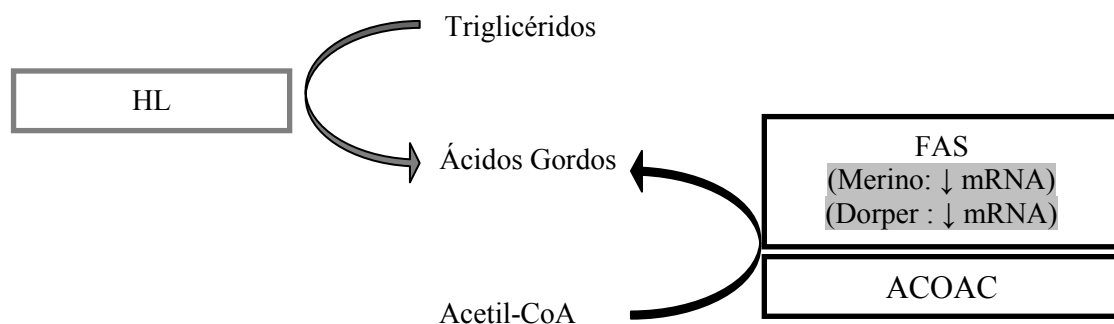 Triglicéridos
HL
Ácidos Gordos
FAS
(Merino: ↓ mRNA)
(Dorper : ↓ mRNA)
ACOAC
Acetil-CoA